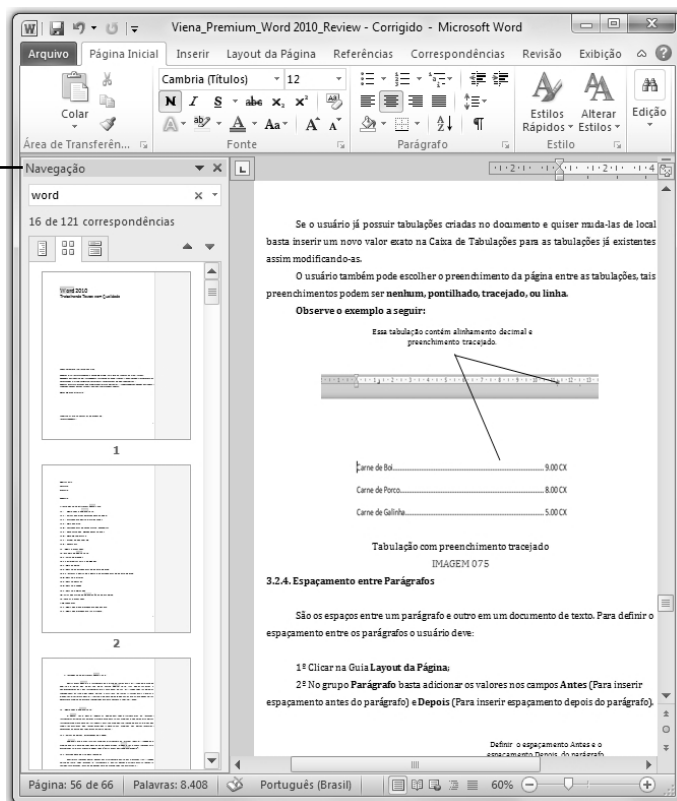 Viena_Premium_Word 2010_Review - Corrigido - Microsoft Word
Arquivo Página Inicial Inserir Layout da Página Referências Correspondências Revisão Exibição
Colar
Cambria (Títulos) 12
N I S abe x₂ x²
A ab A Aa A A
Estilos Rápidos
Alterar Estilos
Edição
Área de Transferên... Fonte Parágrafo Estilo
Navegação
word
16 de 121 correspondências
Word 2010
1
2
Se o usuário já possuir tabulações criadas no documento e quiser muda-las de local
basta inserir um novo valor exato na Caixa de Tabulações para as tabulações já existentes
assim modificando-as.
O usuário também pode escolher o preenchimento da página entre as tabulações, tais
preenchimentos podem ser nenhum, pontilhado, tracejado, ou linha.
Observe o exemplo a seguir:
Essa tabulação contém alinhamento decimal e
preenchimento tracejado.
Carne de Boi 9.00 CX
Carne de Porco 8.00 CX
Carne de Galinha 5.00 CX
Tabulação com preenchimento tracejado
IMAGEM 075
3.2.4. Espaçamento entre Parágrafos
São os espaços entre um parágrafo e outro em um documento de texto. Para definir o
espaçamento entre os parágrafos o usuário deve:
1º Clicar na Guia Layout da Página;
2º No grupo Parágrafo basta adicionar os valores nos campos Antes (Para inserir
espaçamento antes do parágrafo) e Depois (Para inserir espaçamento depois do parágrafo).
Definir o espaçamento Antes e o
espaçamento Depois do parágrafo
Página: 56 de 66 Palavras: 8.408 Português (Brasil) 60%